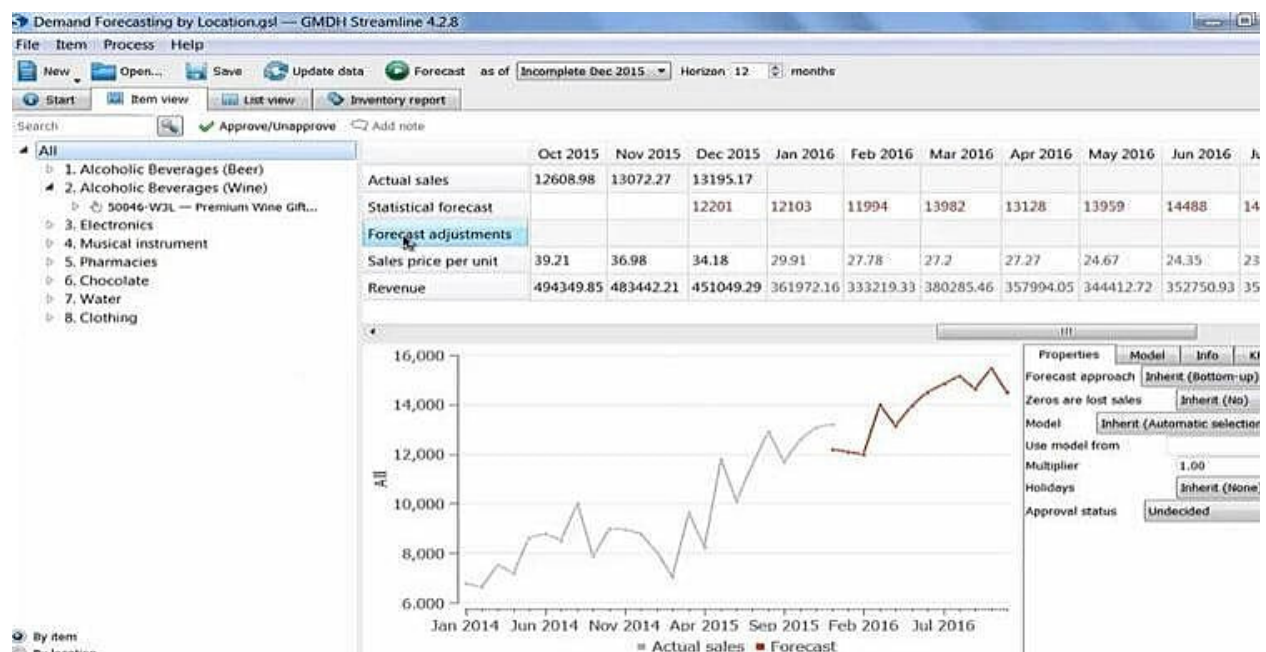 Demand Forecasting by Location.gsl — GMDH Streamline 4.2.8
File Item Process Help
New Open... Save Update data Forecast as of Incomplete Dec 2015 Horizon 12 months
Start Item view List view Inventory report
Search Approve/Unapprove Add note
All
1. Alcoholic Beverages (Beer)
2. Alcoholic Beverages (Wine)
50046-W3L — Premium Wine Gift...
3. Electronics
4. Musical instrument
5. Pharmacies
6. Chocolate
7. Water
8. Clothing
Oct 2015 Nov 2015 Dec 2015 Jan 2016 Feb 2016 Mar 2016 Apr 2016 May 2016 Jun 2016
Actual sales 12608.98 13072.27 13195.17
Statistical forecast 12201 12103 11994 13982 13128 13959 14488 14
Forecast adjustments
Sales price per unit 39.21 36.98 34.18 29.91 27.78 27.2 27.27 24.67 24.35 23
Revenue 494349.85 483442.21 451049.29 361972.16 333219.33 380285.46 357994.05 344412.72 352750.93 35
16,000
14,000
12,000
10,000
8,000
6,000
All
Jan 2014 Jun 2014 Nov 2014 Apr 2015 Sep 2015 Feb 2016 Jul 2016
Actual sales Forecast
Properties Model Info
Forecast approach Inherit (Bottom-up)
Zeros are lost sales Inherit (No)
Model Inherit (Automatic selection
Use model from
Multiplier 1.00
Holidays Inherit (None)
Approval status Undecided
By item